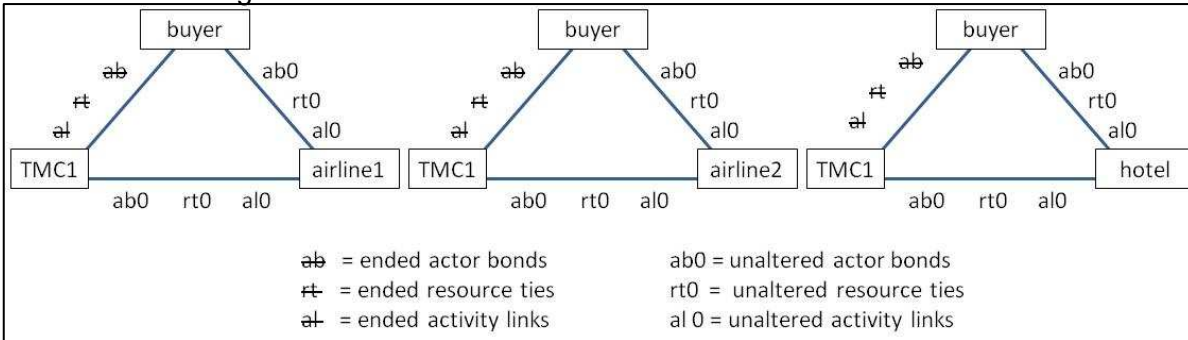 buyer buyer buyer
ab ab0 ab ab0 ab ab0
rt rt0 rt rt0 rt rt0
al al0 al al0 al al0
TMC1 airline1 TMC1 airline2 TMC1 hotel
ab0 rt0 al0 ab0 rt0 al0 ab0 rt0 al0
ab = ended actor bonds ab0 = unaltered actor bonds
rt = ended resource ties rt0 = unaltered resource ties
al = ended activity links al 0 = unaltered activity links